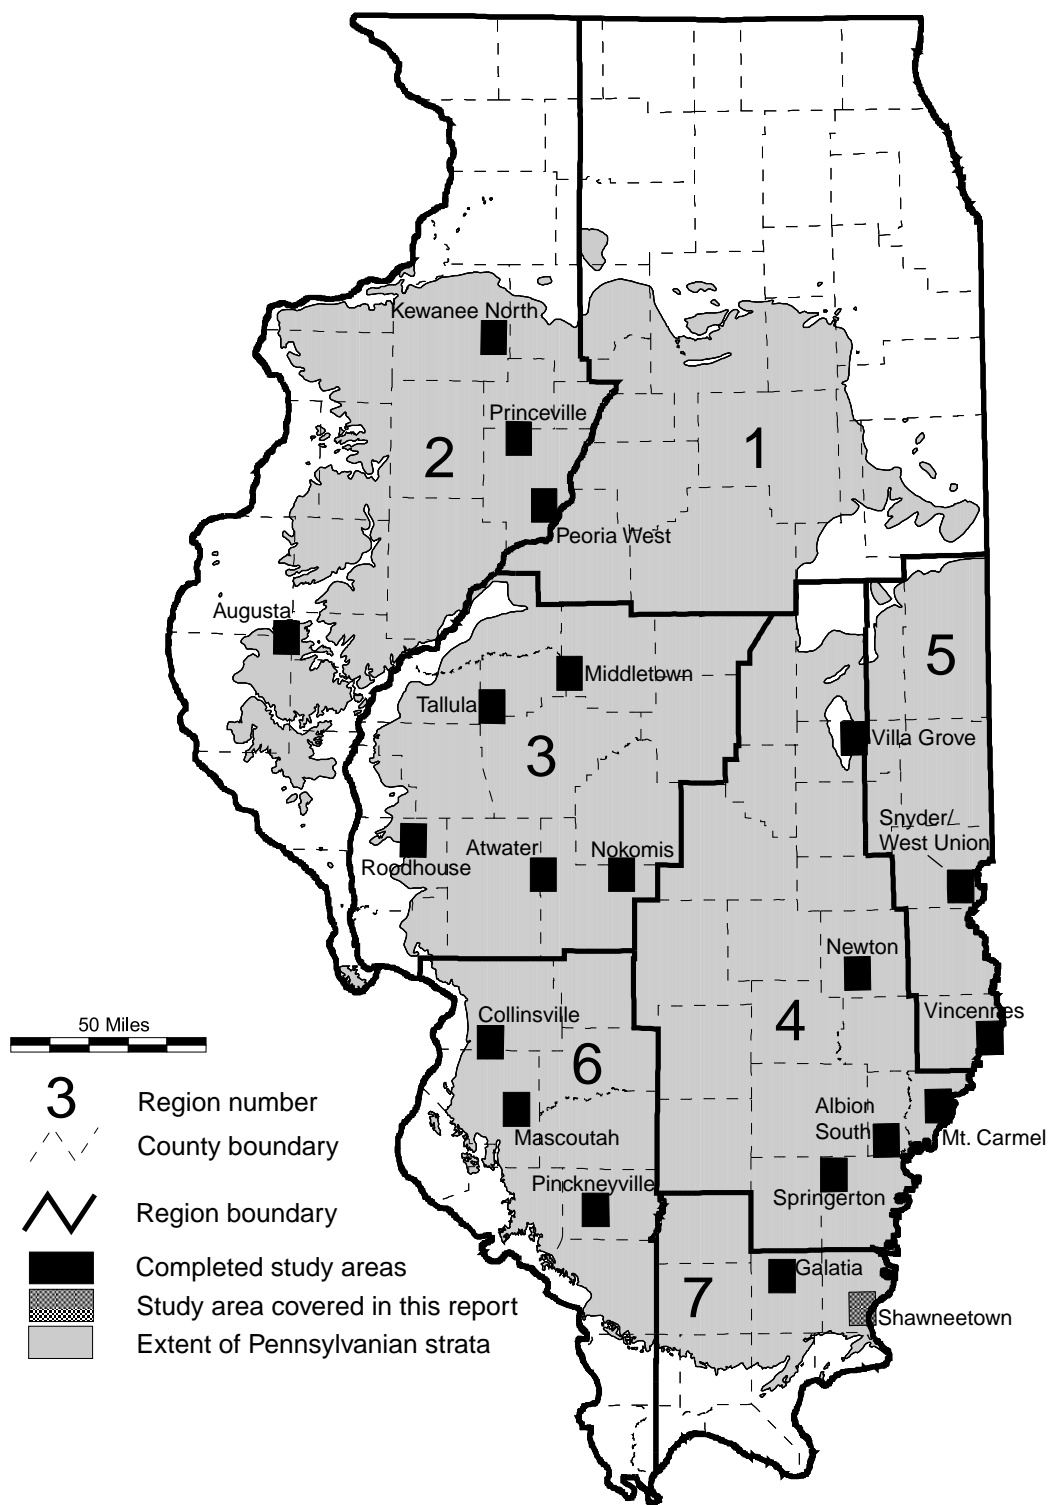 Kewanee North
Princeville
2
1
Peoria West
Augusta
5
Middletown
Tallula
Villa Grove
3
Snyder/
West Union
Atwater
Nokomis
Roodhouse
Newton
Vincennes
Collinsville
4
50 Miles
6
3
Region number
Albion
South
Mascoutah
Mt. Carmel
County boundary
Pinckneyville
Springerton
Region boundary
Completed study areas
Galatia
7
Study area covered in this report
Shawneetown
Extent of Pennsylvanian strata